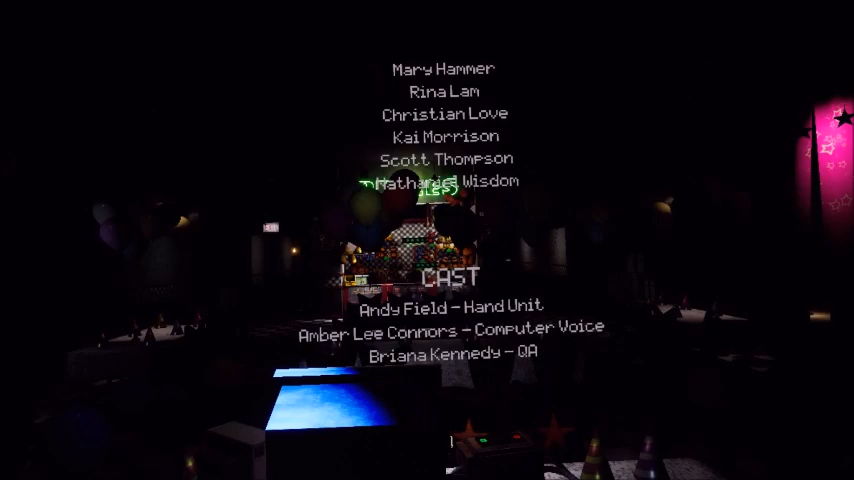 Mary Hammer
Rina Lam
Christian Love
Kai Morrison
Scott Thompson
Nathaniel Wisdom
CAST
Andy Field - Hand Unit
Amber Lee Connors - Computer Voice
Briana Kennedy - QA